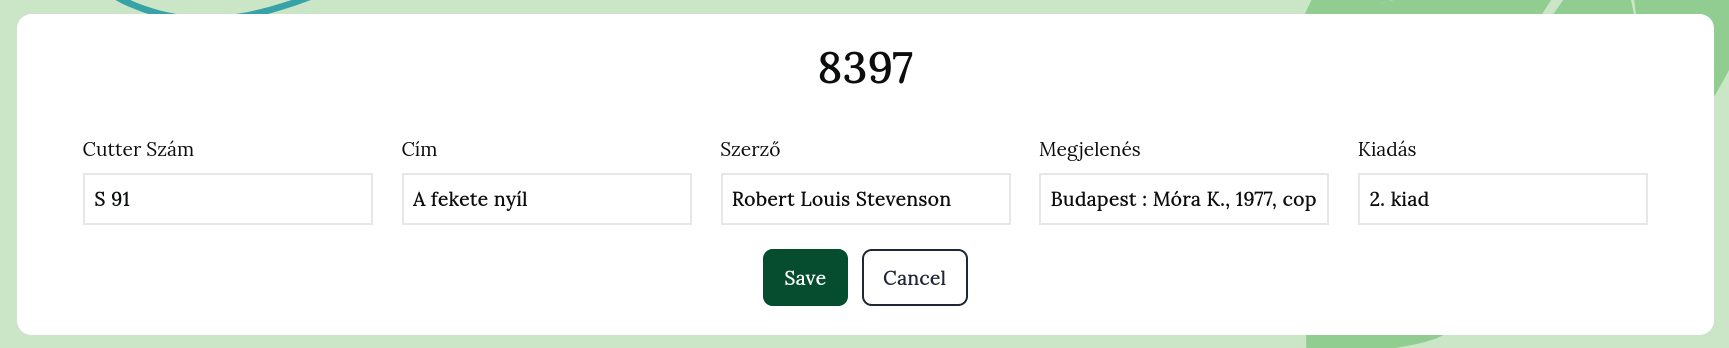 8397
Cutter Szám Cím Szerző Megjelenés Kiadás
S 91 A fekete nyíl Robert Louis Stevenson Budapest : Móra K., 1977, cop 2. kiad
Save Cancel